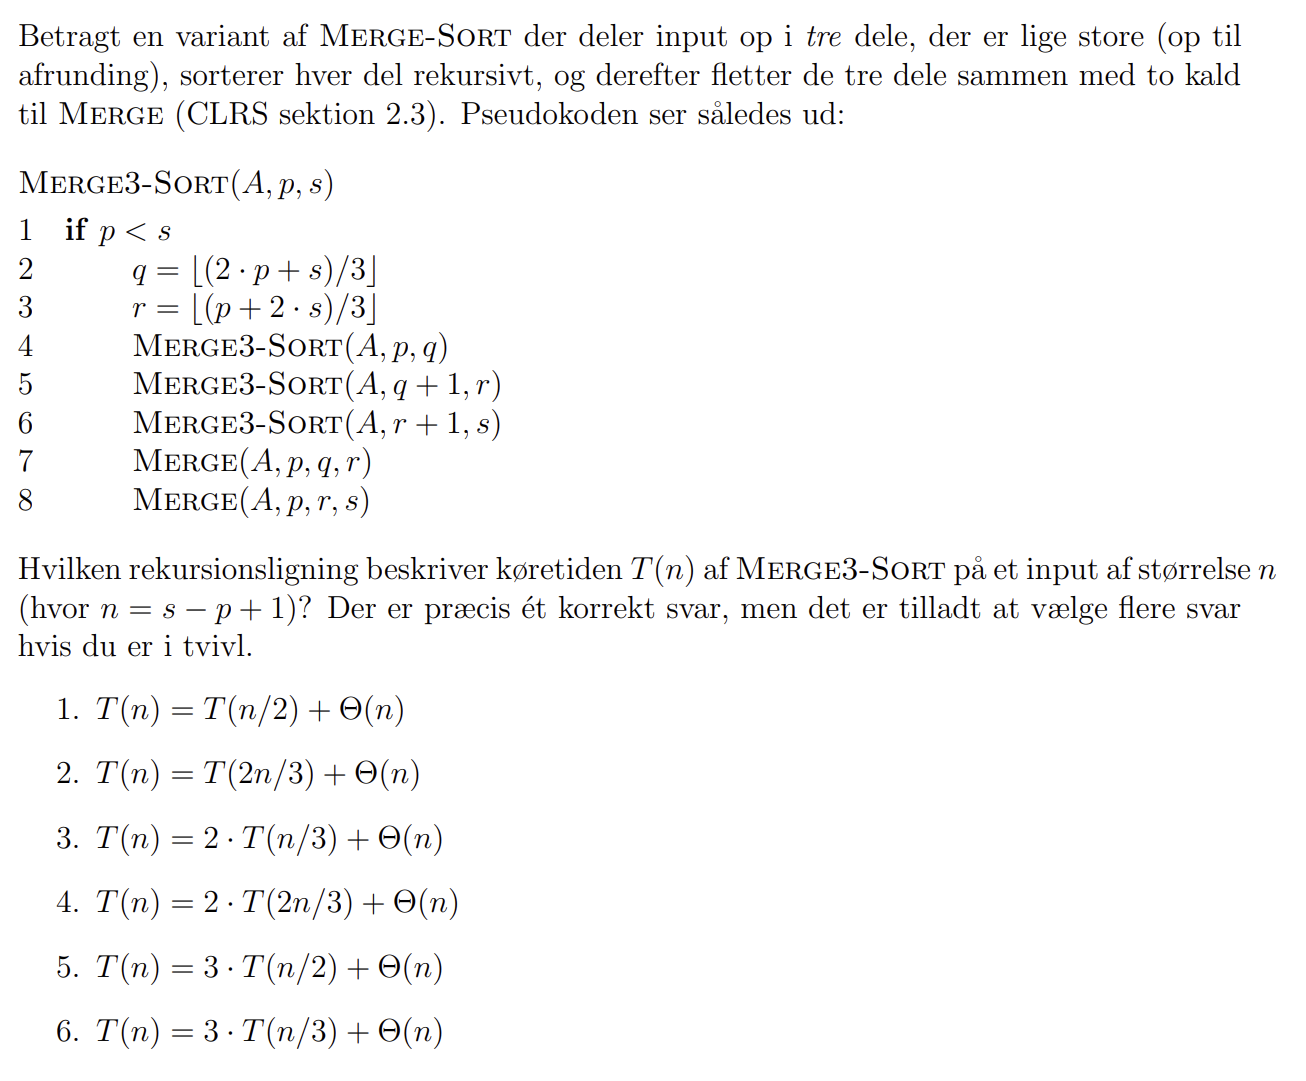 Betragt en variant af MERGE-SORT der deler input op i tre dele, der er lige store (op til
afrunding), sorterer hver del rekursivt, og derefter fletter de tre dele sammen med to kald
til MERGE (CLRS sektion 2.3). Pseudokoden ser således ud:
MERGE3-SORT(A, p, s)
1 if p < s
2 q = ⌊(2 · p + s)/3⌋
3 r = ⌊(p + 2 · s)/3⌋
4 MERGE3-SORT(A, p, q)
5 MERGE3-SORT(A, q + 1, r)
6 MERGE3-SORT(A, r + 1, s)
7 MERGE(A, p, q, r)
8 MERGE(A, p, r, s)
Hvilken rekursionsligning beskriver køretiden T(n) af MERGE3-SORT på et input af størrelse n
(hvor n = s − p + 1)? Der er præcis ét korrekt svar, men det er tilladt at vælge flere svar
hvis du er i tvivl.
1. T(n) = T(n/2) + Θ(n)
2. T(n) = T(2n/3) + Θ(n)
3. T(n) = 2 · T(n/3) + Θ(n)
4. T(n) = 2 · T(2n/3) + Θ(n)
5. T(n) = 3 · T(n/2) + Θ(n)
6. T(n) = 3 · T(n/3) + Θ(n)